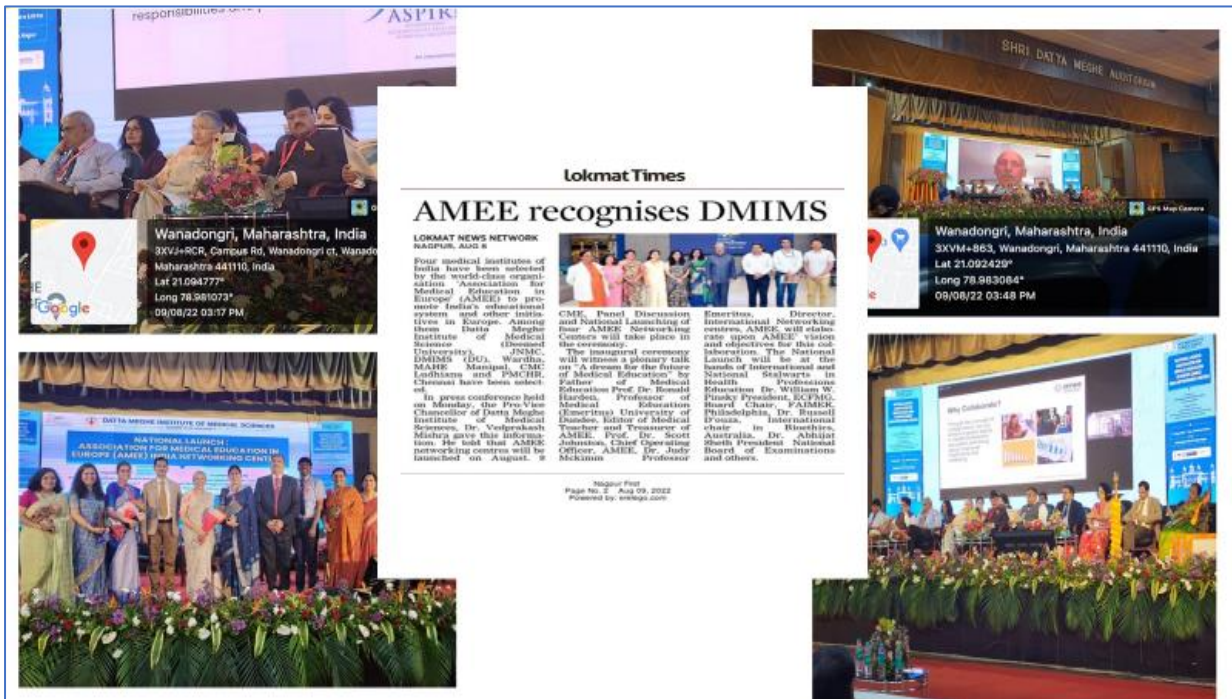 responsibilities and
ASPIRE
Wanadongri, Maharashtra, India
3XVJ+RCR, Campus Rd, Wanadongri ct, Wanado
Maharashtra 441110, India
Lat 21.094777°
Long 78.981073°
09/08/22 03:17 PM
Google
Lokmat Times
AMEE recognises DMIMS
LOKMAT NEWS NETWORK
NAGPUR, AUG 8
Four medical institutes of
India have been selected
by the world-class organi-
sation 'Association for
Medical Education in
Europe' (AMEE) to pro-
mote India's educational
system and other initia-
tives in Europe. Among
them Datta Meghe
Institute of Medical
Science (Deemed
University), JNMC,
DMIMS (DU), Wardha,
MAHE Manipal, CMC
Ludhiana and PMCHR,
Chennai have been select-
ed.
In press conference held
on Monday, the Pro-Vice
Chancellor of Datta Meghe
Institute of Medical
Sciences, Dr. Vedprakash
Mishra gave this informa-
tion. He told that AMEE
networking centres will be
launched on August. 9
CME, Panel Discussion
and National Launching of
four AMEE Networking
Centers will take place in
the ceremony.
The inaugural ceremony
will witness a plenary talk
on "A dream for the future
of Medical Education" by
Father of Medical
Education Prof. Dr. Ronald
Harden, Professor of
Medical Education
(Emeritus) University of
Dundee, Editor of Medical
Teacher and Treasurer of
AMEE, Prof. Dr. Scott
Johnston, Chief Operating
Officer, AMEE, Dr. Judy
Mckimm Professor
Emeritus, Director,
International Networking
centres, AMEE, will elabo-
rate upon AMEE' vision
and objectives for this col-
laboration. The National
Launch will be at the
hands of International and
National Stalwarts in
Health Professions
Education Dr. William W.
Pinsky President, ECFMG,
Board Chair, FAIMER,
Philadelphia, Dr. Russell
D'ouza, International
chair in Bioethics,
Australia, Dr. Abhijat
Sheth President National
Board of Examinations
and others.
Nagpur First
Page No. 2 Aug 09, 2022
Powered by: erelego.com
SHRI DATTA MEGHE AUDITORIUM
GPS Map Camera
Wanadongri, Maharashtra, India
3XVM+863, Wanadongri, Maharashtra 441110, India
Lat 21.092429°
Long 78.983084°
09/08/22 03:48 PM
DATTA MEGHE INSTITUTE OF MEDICAL SCIENCES
NATIONAL LAUNCH :
ASSOCIATION FOR MEDICAL EDUCATION IN
EUROPE (AMEE) INDIA NETWORKING CENT
amee
Why Collaborate?